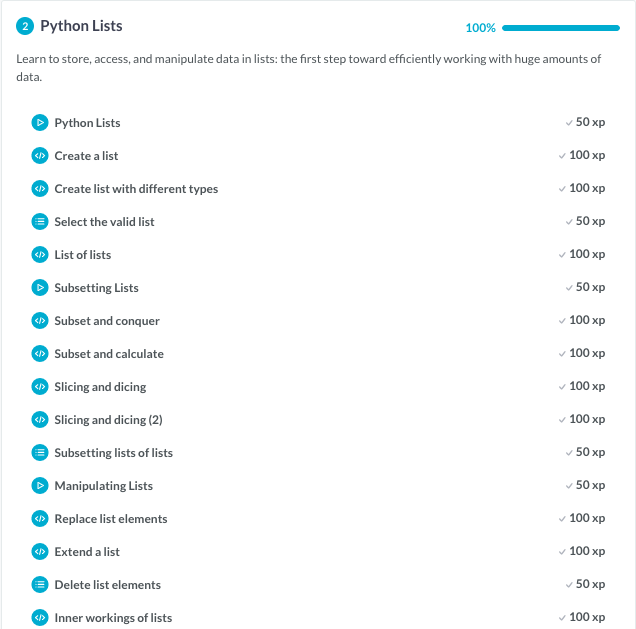 2 Python Lists 100%
Learn to store, access, and manipulate data in lists: the first step toward efficiently working with huge amounts of
data.
Python Lists 50 xp
Create a list 100 xp
Create list with different types 100 xp
Select the valid list 50 xp
List of lists 100 xp
Subsetting Lists 50 xp
Subset and conquer 100 xp
Subset and calculate 100 xp
Slicing and dicing 100 xp
Slicing and dicing (2) 100 xp
Subsetting lists of lists 50 xp
Manipulating Lists 50 xp
Replace list elements 100 xp
Extend a list 100 xp
Delete list elements 50 xp
Inner workings of lists 100 xp